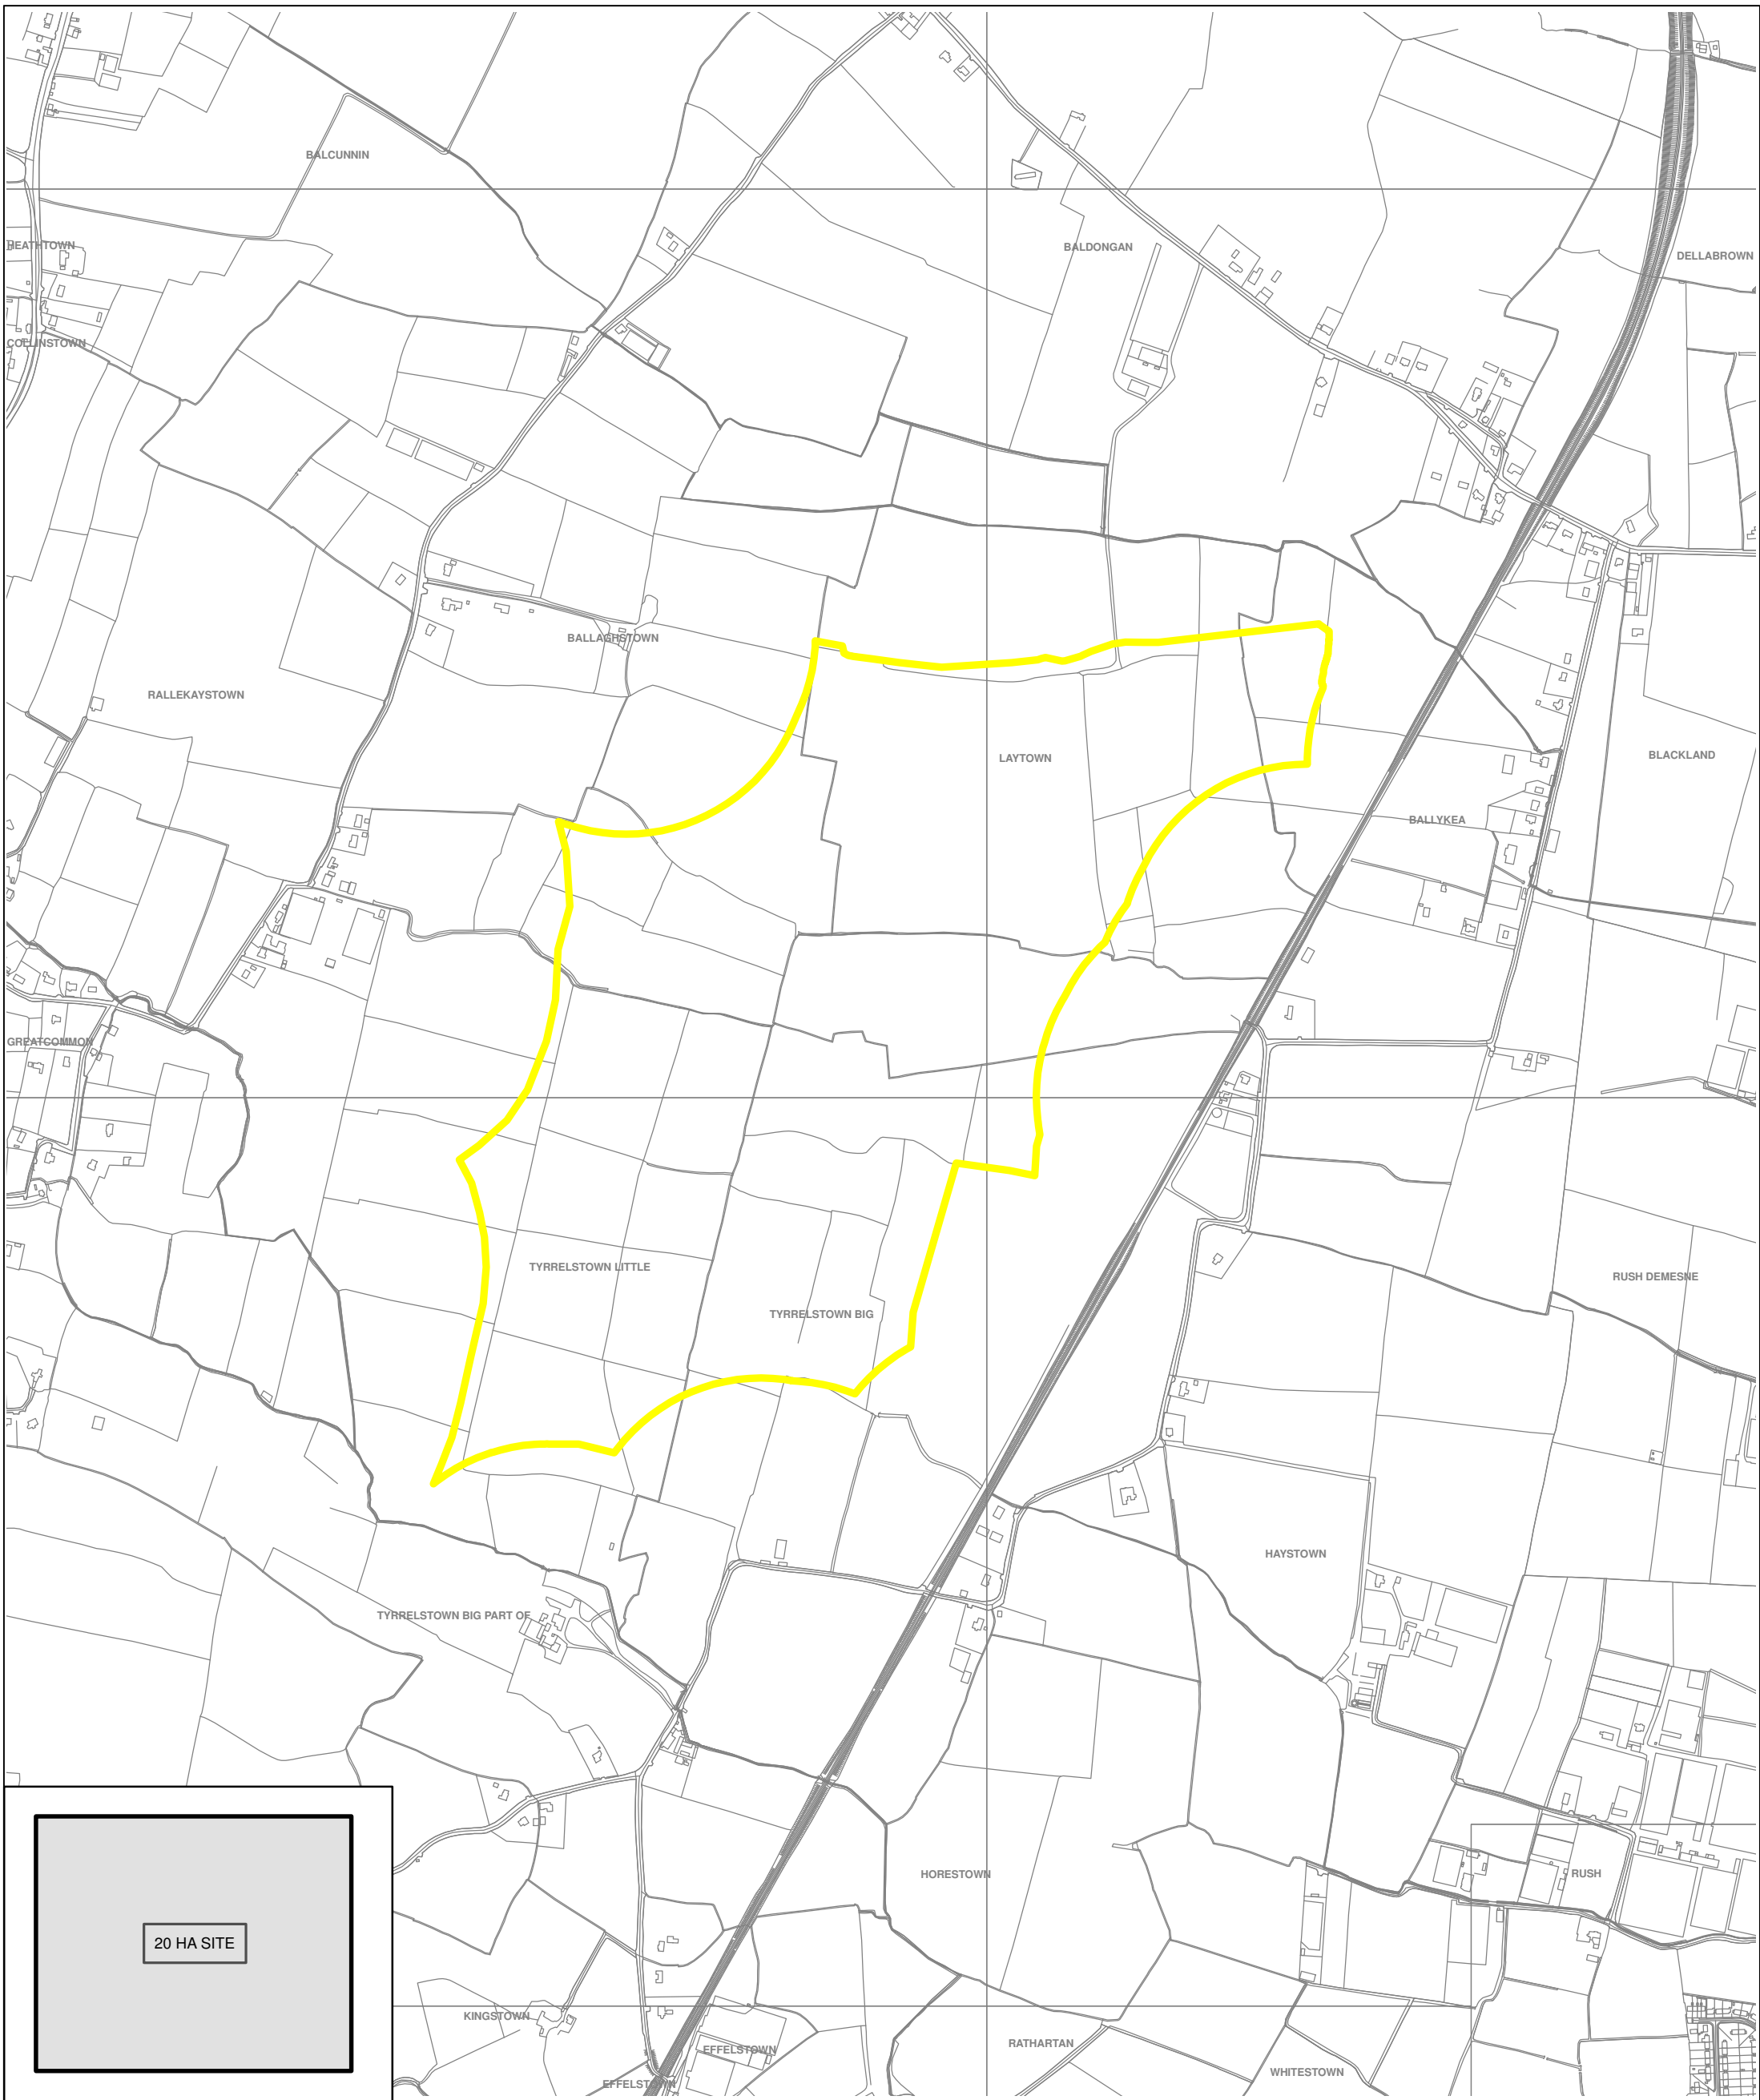 BALCUNNIN
HEATHTOWN
BALDONGAN
DELLABROWN
COLLINSTOWN
BALLAGHSTOWN
RALLEKAYSTOWN
LAYTOWN
BLACKLAND
BALLYKEA
GREATCOMMON
TYRRELSTOWN LITTLE
RUSH DEMESNE
TYRRELSTOWN BIG
HAYSTOWN
TYRRELSTOWN BIG PART OF
HORESTOWN
RUSH
20 HA SITE
KINGSTOWN
RATHARTAN
EFFELSTOWN
WHITESTOWN
EFFELSTOWN